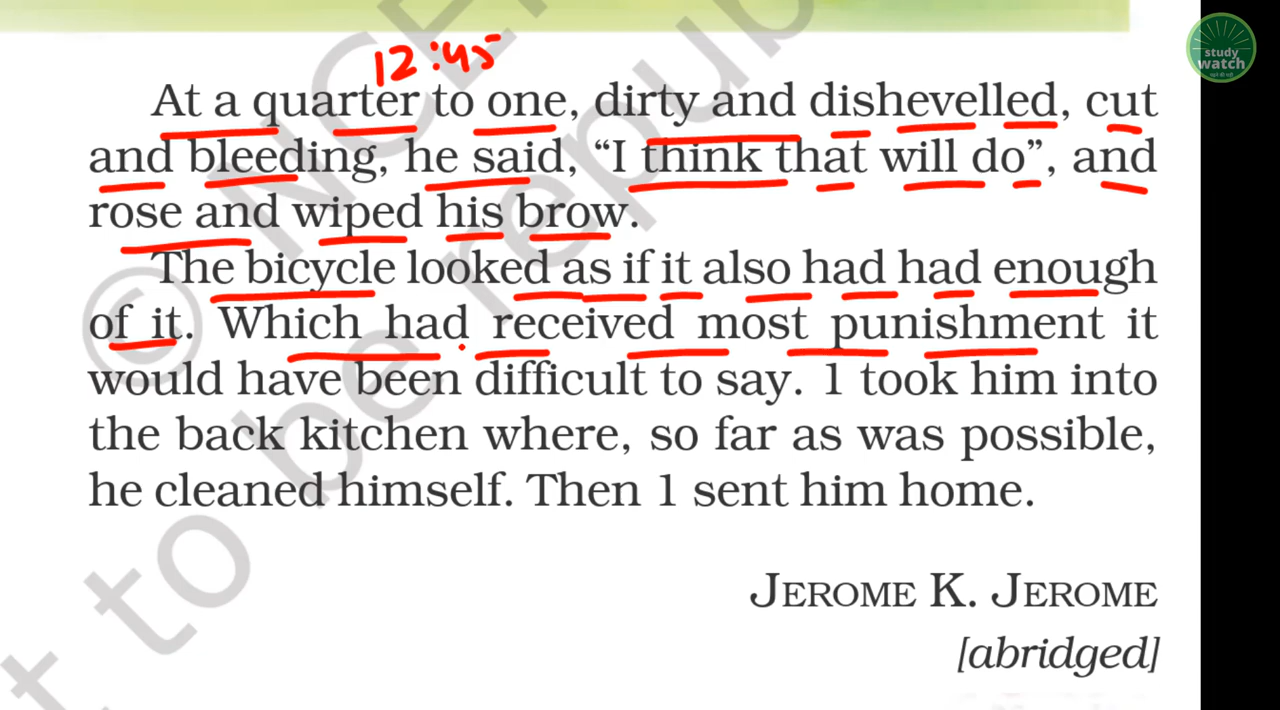 12:45
At a quarter to one, dirty and dishevelled, cut
and bleeding, he said, “I think that will do”, and
rose and wiped his brow.
The bicycle looked as if it also had had enough
of it. Which had received most punishment it
would have been difficult to say. 1 took him into
the back kitchen where, so far as was possible,
he cleaned himself. Then 1 sent him home.
JEROME K. JEROME
[abridged]
study
watch